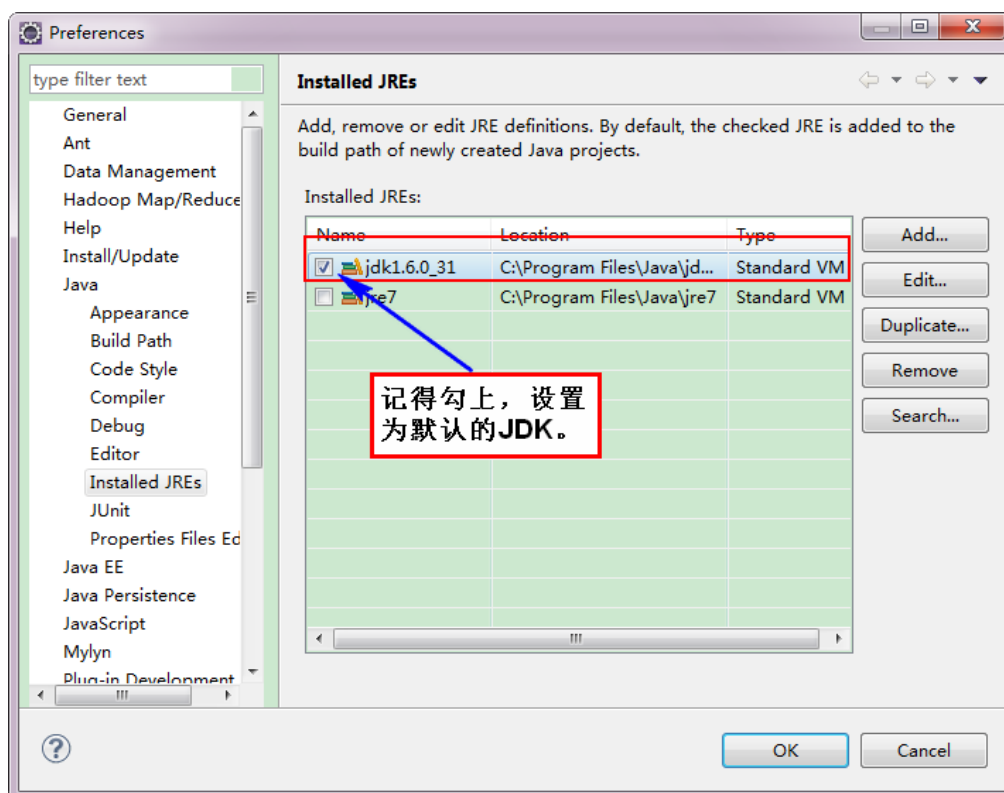 Preferences
type filter text
Installed JREs
General
Ant
Data Management
Hadoop Map/Reduce
Help
Install/Update
Java
Appearance
Build Path
Code Style
Compiler
Debug
Editor
Installed JREs
JUnit
Properties Files Ed
Java EE
Java Persistence
JavaScript
Mylyn
Plug-in Development
Add, remove or edit JRE definitions. By default, the checked JRE is added to the
build path of newly created Java projects.
Installed JREs:
Name Location Type
jdk1.6.0_31 C:\Program Files\Java\jd... Standard VM
jre7 C:\Program Files\Java\jre7 Standard VM
记得勾上，设置
为默认的JDK。
Add...
Edit...
Duplicate...
Remove
Search...
OK Cancel